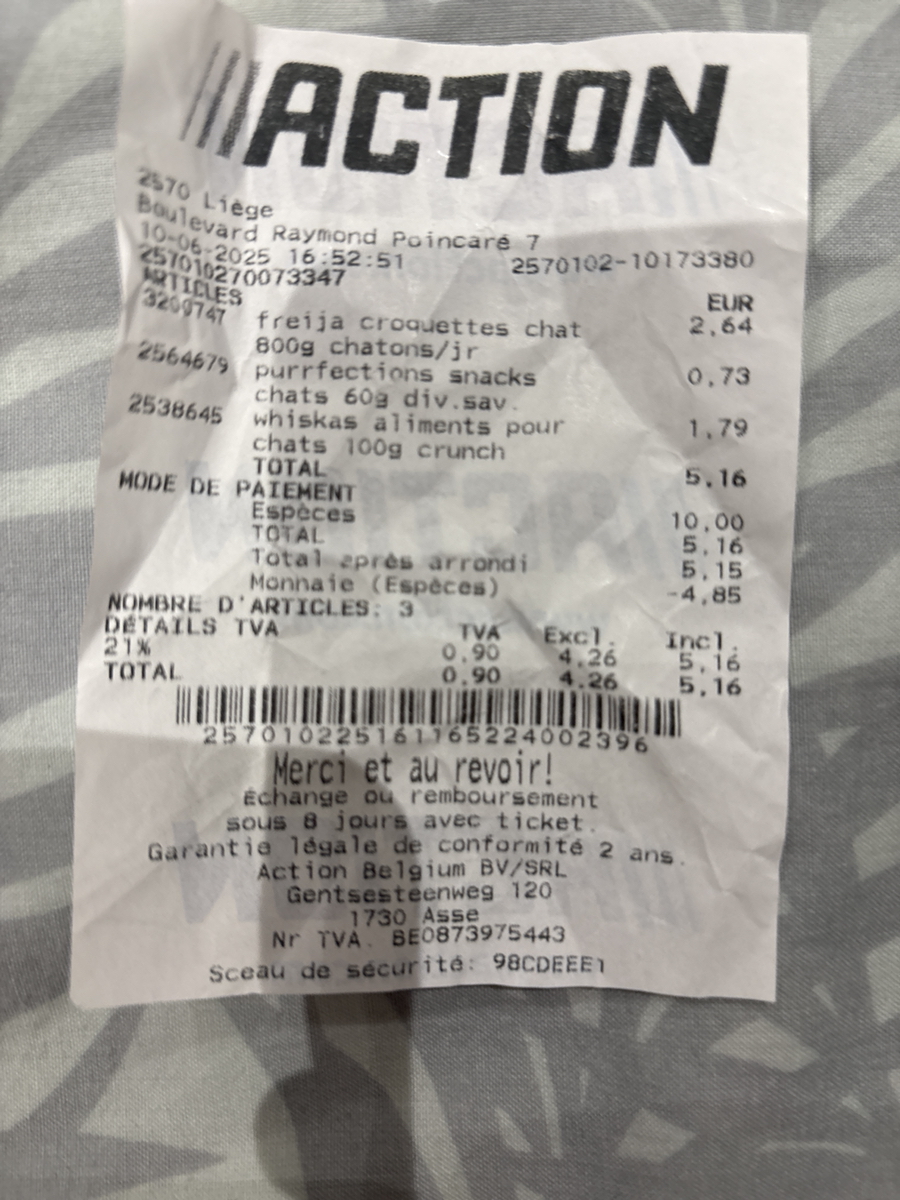 ACTION
2570 Liège
Boulevard Raymond Poincaré 7
10-06-2025 16:52:51 2570102-10173380
257010270073347
ARTICLES EUR
3209747 freija croquettes chat 2,64
800g chatons/jr
2564679 purrfections snacks 0,73
chats 60g div.sav.
2538645 whiskas aliments pour 1,79
chats 100g crunch
TOTAL 5,16
MODE DE PAIEMENT
Espèces 10,00
TOTAL 5,16
Total après arrondi 5,15
Monnaie (Espèces) -4,85
NOMBRE D'ARTICLES: 3
DÉTAILS TVA TVA Excl. Incl.
21% 0.90 4.26 5,16
TOTAL 0.90 4.26 5,16
257010225161165224002396
Merci et au revoir!
Échange ou remboursement
sous 8 jours avec ticket.
Garantie légale de conformité 2 ans.
Action Belgium BV/SRL
Gentsesteenweg 120
1730 Asse
Nr TVA. BE0873975443
Sceau de sécurité: 98CDEEE1